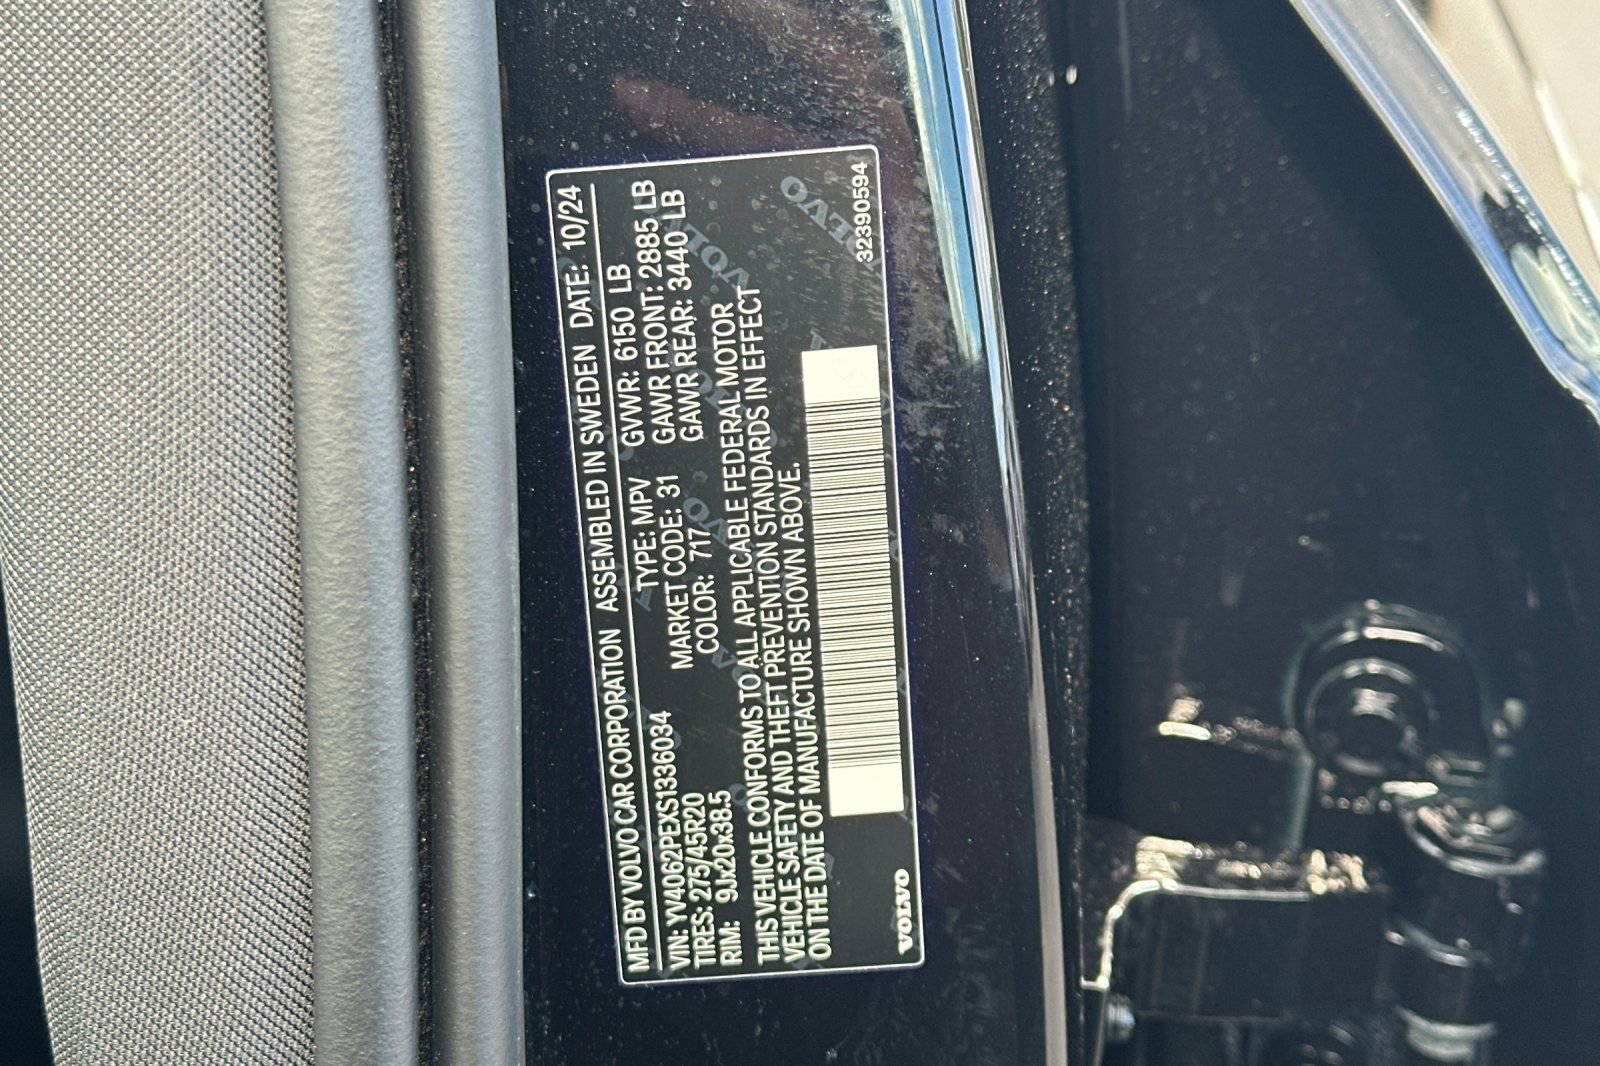 MFD BY VOLVO CAR CORPORATION ASSEMBLED IN SWEDEN DATE: 10/24
VIN: YV4062PEXS1336034 TYPE: MPV GVWR: 6150 LB
TIRES: 275/45R20 MARKET CODE: 31 GAWR FRONT: 2885 LB
RIM: 9Jx20x38.5 COLOR: 717 GAWR REAR: 3440 LB
THIS VEHICLE CONFORMS TO ALL APPLICABLE FEDERAL MOTOR
VEHICLE SAFETY AND THEFT PREVENTION STANDARDS IN EFFECT
ON THE DATE OF MANUFACTURE SHOWN ABOVE.
VOLVO 32390594